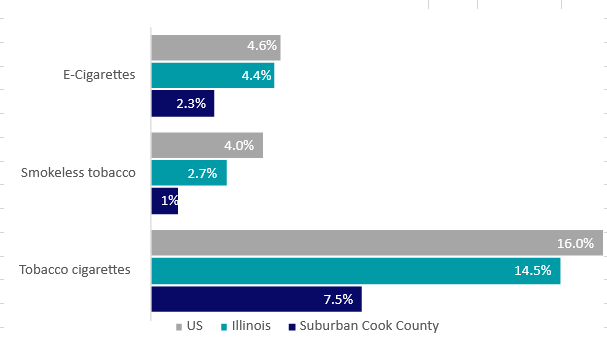 4.6%
E-Cigarettes
4.4%
2.3%
4.0%
Smokeless tobacco
2.7%
1%
16.0%
Tobacco cigarettes
14.5%
7.5%
US Illinois Suburban Cook County